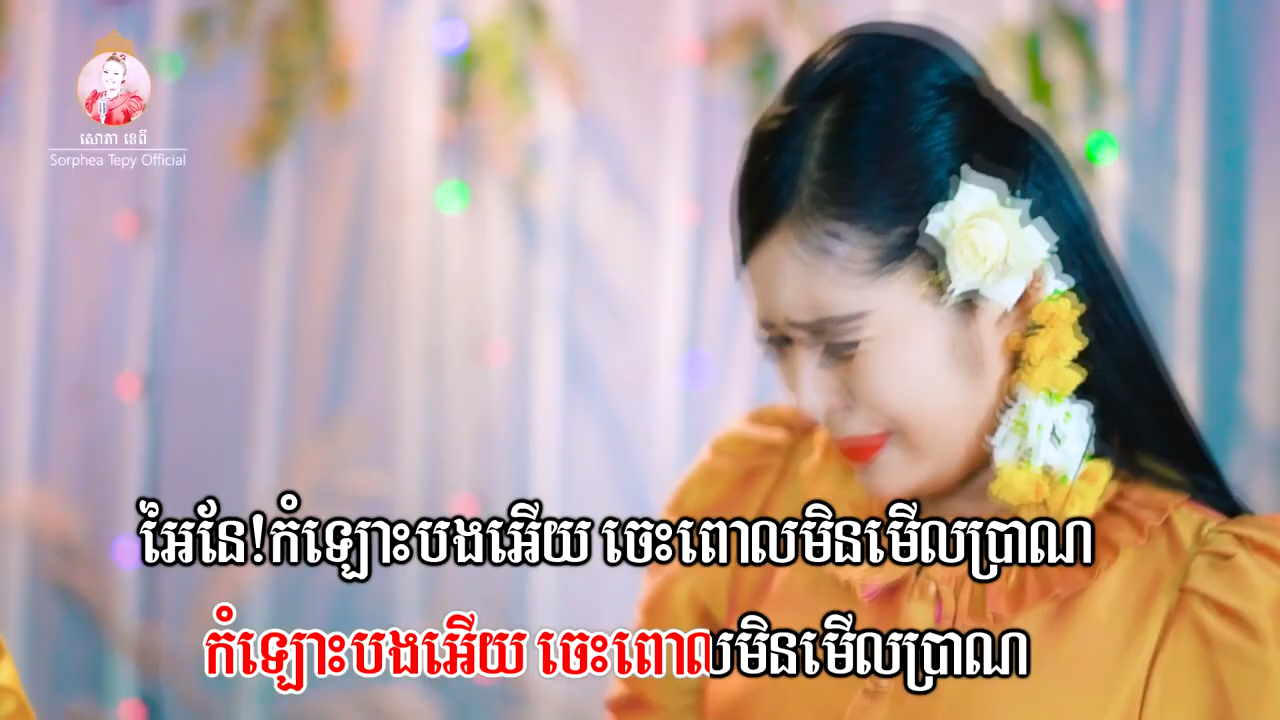 សោភា ទេពី
Sorphea Tepy Official
អៃនែ!កំឡោះបងអើយ ចេះពោលមិនមើលប្រាណ
កំឡោះបងអើយ ចេះពោលមិនមើលប្រាណ